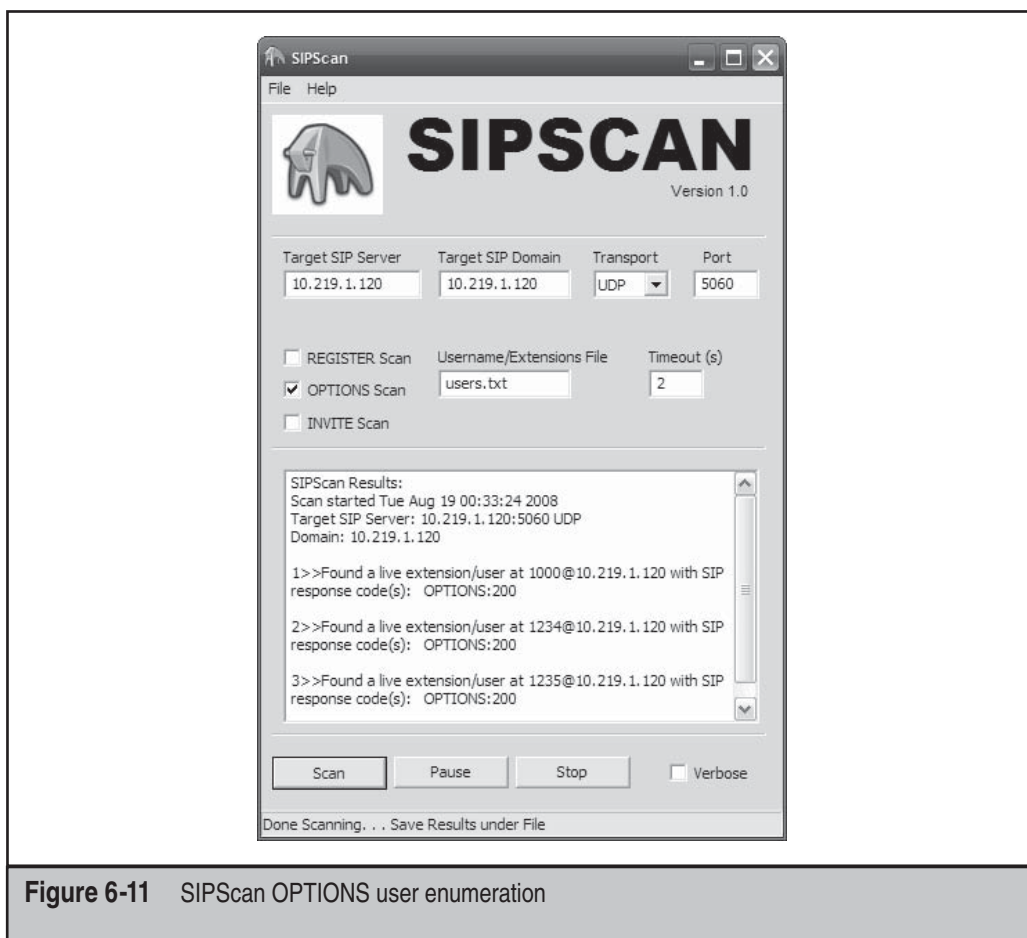 SIPScan
File Help
SIPSCAN
Version 1.0
Target SIP Server Target SIP Domain Transport Port
10.219.1.120 10.219.1.120 UDP 5060
REGISTER Scan Username/Extensions File Timeout (s)
OPTIONS Scan users.txt 2
INVITE Scan
SIPScan Results:
Scan started Tue Aug 19 00:33:24 2008
Target SIP Server: 10.219.1.120:5060 UDP
Domain: 10.219.1.120
1>>Found a live extension/user at 1000@10.219.1.120 with SIP
response code(s): OPTIONS:200
2>>Found a live extension/user at 1234@10.219.1.120 with SIP
response code(s): OPTIONS:200
3>>Found a live extension/user at 1235@10.219.1.120 with SIP
response code(s): OPTIONS:200
Scan Pause Stop Verbose
Done Scanning. . . Save Results under File
Figure 6-11 SIPScan OPTIONS user enumeration